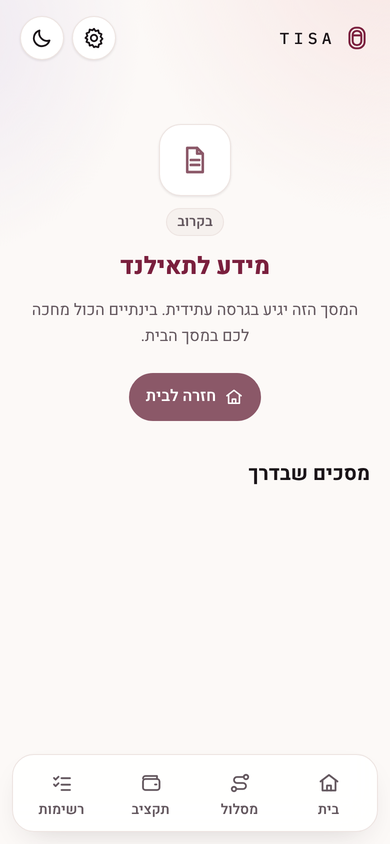 TISA
בקרוב
מידע לתאילנד
המסך הזה יגיע בגרסה עתידית. בינתיים הכול מחכה
לכם במסך הבית.
חזרה לבית
מסכים שבדרך
בית
מסלול
תקציב
רשימות